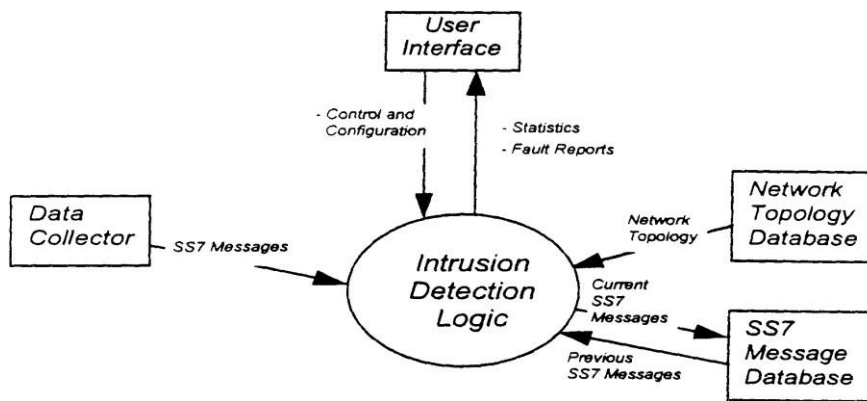 User
Interface
- Control and
Configuration
- Statistics
- Fault Reports
Data
Collector
SS7 Messages
Intrusion
Detection
Logic
Network
Topology
Network
Topology
Database
Current
SS7
Messages
Previous
SS7 Messages
SS7
Message
Database